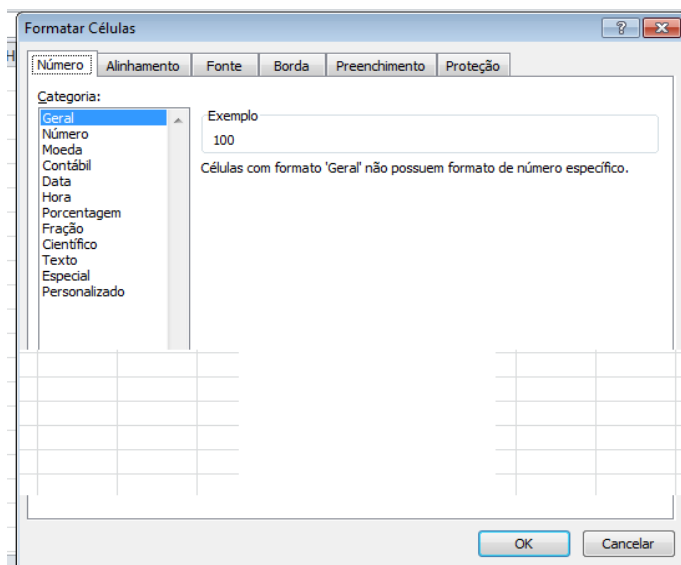 Formatar Células
H
Número Alinhamento Fonte Borda Preenchimento Proteção
Categoria:
Geral
Número
Moeda
Contábil
Data
Hora
Porcentagem
Fração
Científico
Texto
Especial
Personalizado
Exemplo
100
Células com formato 'Geral' não possuem formato de número específico.
OK Cancelar